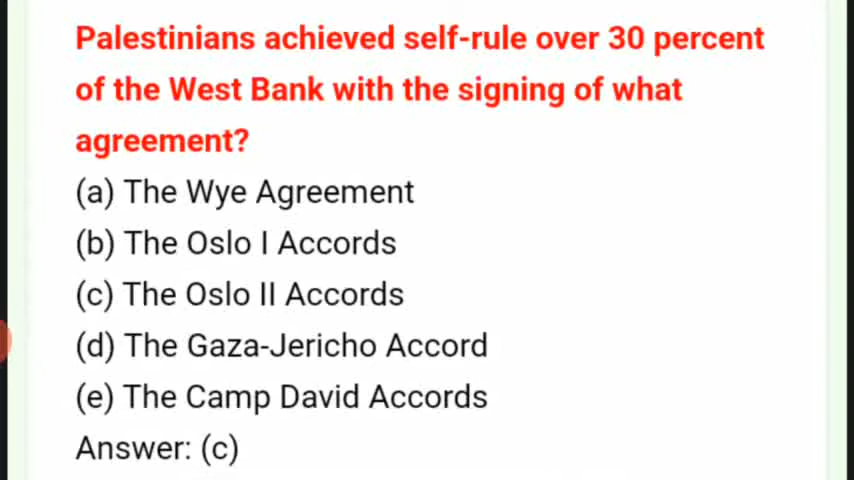 Palestinians achieved self-rule over 30 percent
of the West Bank with the signing of what
agreement?
(a) The Wye Agreement
(b) The Oslo I Accords
(c) The Oslo II Accords
(d) The Gaza-Jericho Accord
(e) The Camp David Accords
Answer: (c)